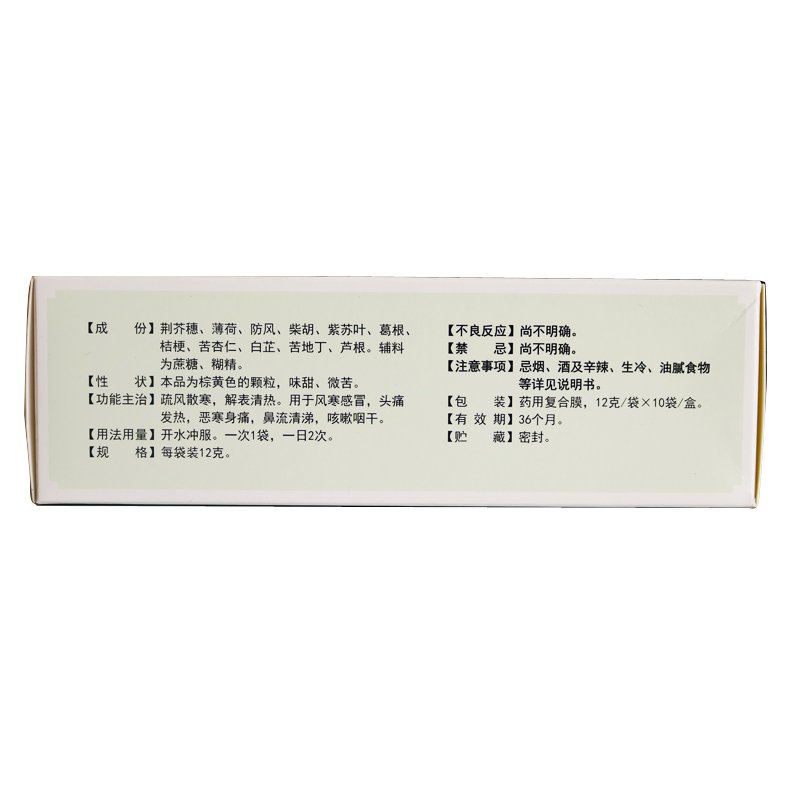 【成　份】荆芥穗、薄荷、防风、柴胡、紫苏叶、葛根、
桔梗、苦杏仁、白芷、苦地丁、芦根。辅料
为蔗糖、糊精。
【性　状】本品为棕黄色的颗粒，味甜、微苦。
【功能主治】疏风散寒，解表清热。用于风寒感冒，头痛
发热，恶寒身痛，鼻流清涕，咳嗽咽干。
【用法用量】开水冲服。一次1袋，一日2次。
【规　格】每袋装12克。
【不良反应】尚不明确。
【禁　忌】尚不明确。
【注意事项】忌烟、酒及辛辣、生冷、油腻食物
等详见说明书。
【包　装】药用复合膜，12克/袋×10袋/盒。
【有 效 期】36个月。
【贮　藏】密封。